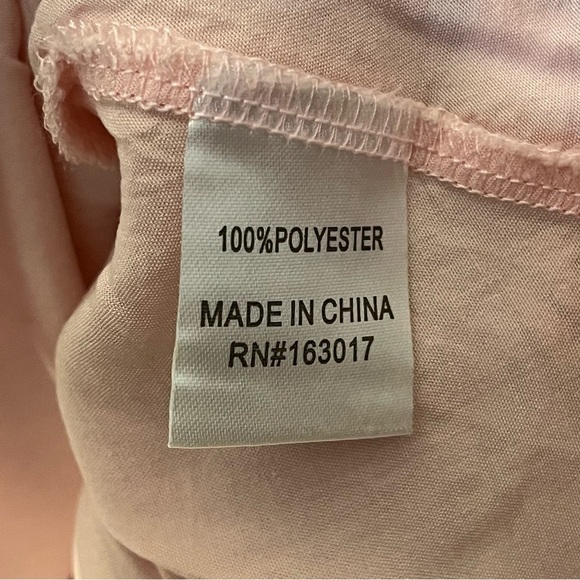 100%POLYESTER
MADE IN CHINA
RN#163017